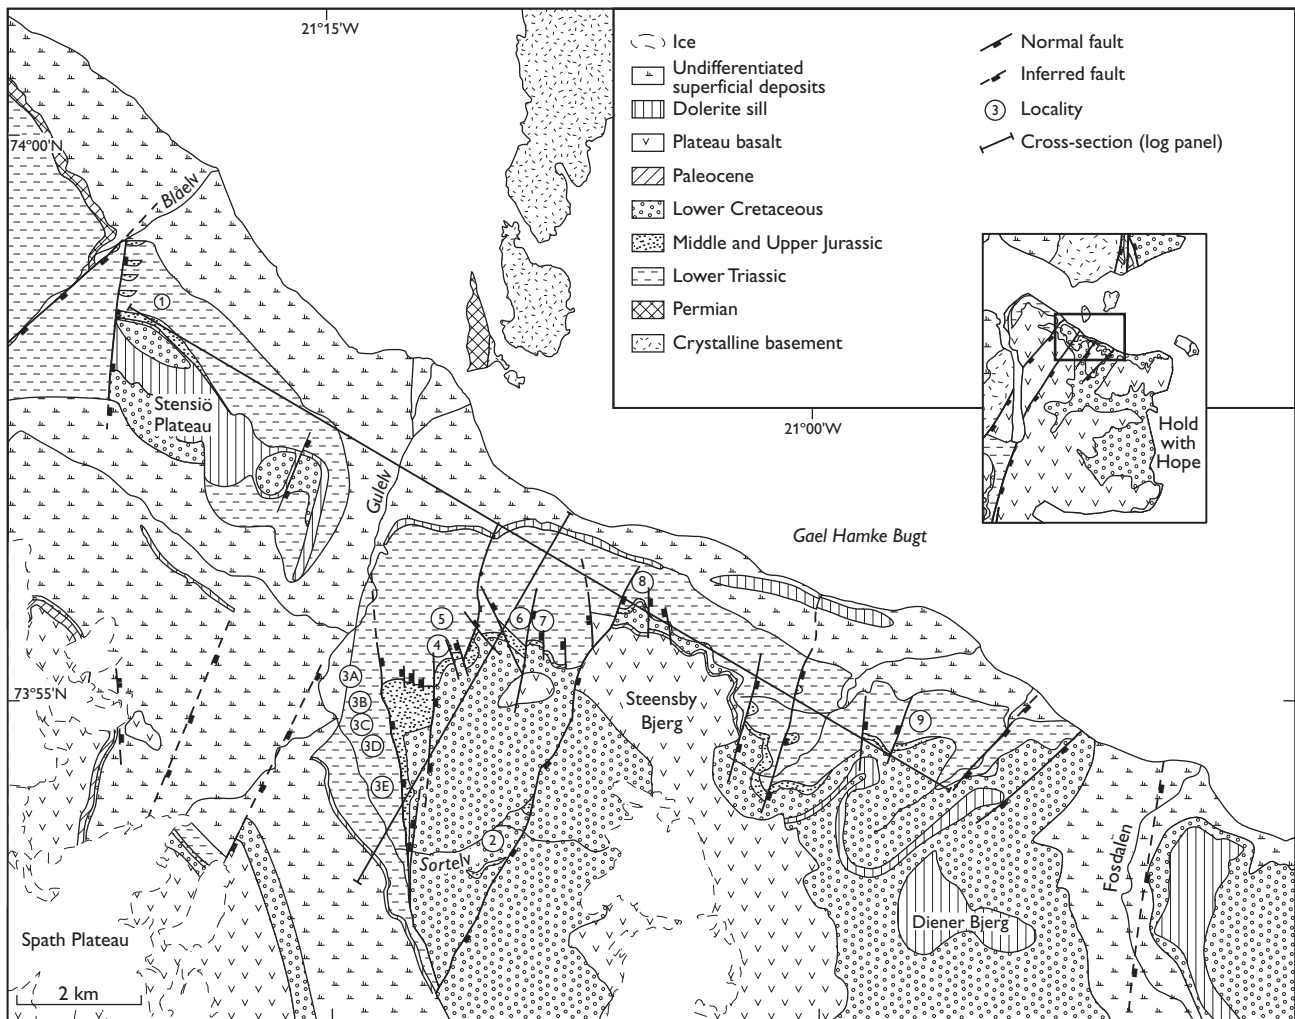 21°15'W
Ice
Undifferentiated
superficial deposits
Dolerite sill
Plateau basalt
Paleocene
Lower Cretaceous
Middle and Upper Jurassic
Lower Triassic
Permian
Crystalline basement
Normal fault
Inferred fault
3 Locality
Cross-section (log panel)
74°00'N
Blåelv
1
Stensiö
Plateau
21°00'W
Hold
with
Hope
Gulelv
Gael Hamke Bugt
8
5
6
7
4
3A
73°55'N
3B
3C
3D
3E
Steensby
Bjerg
9
2
Sortelv
Fosdalen
Diener Bjerg
Spath Plateau
2 km